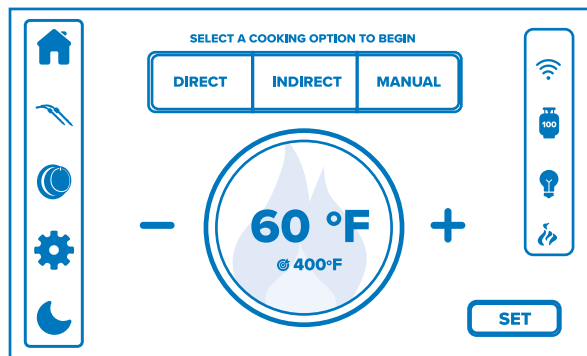 SELECT A COOKING OPTION TO BEGIN
DIRECT INDIRECT MANUAL
100
60 °F
400°F
SET